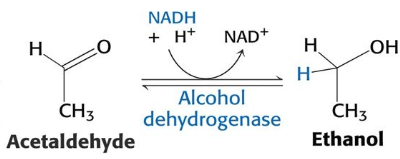 NADH
+ H⁺ NAD⁺
H O
CH₃
Acetaldehyde
Alcohol
dehydrogenase
H OH
H
CH₃
Ethanol